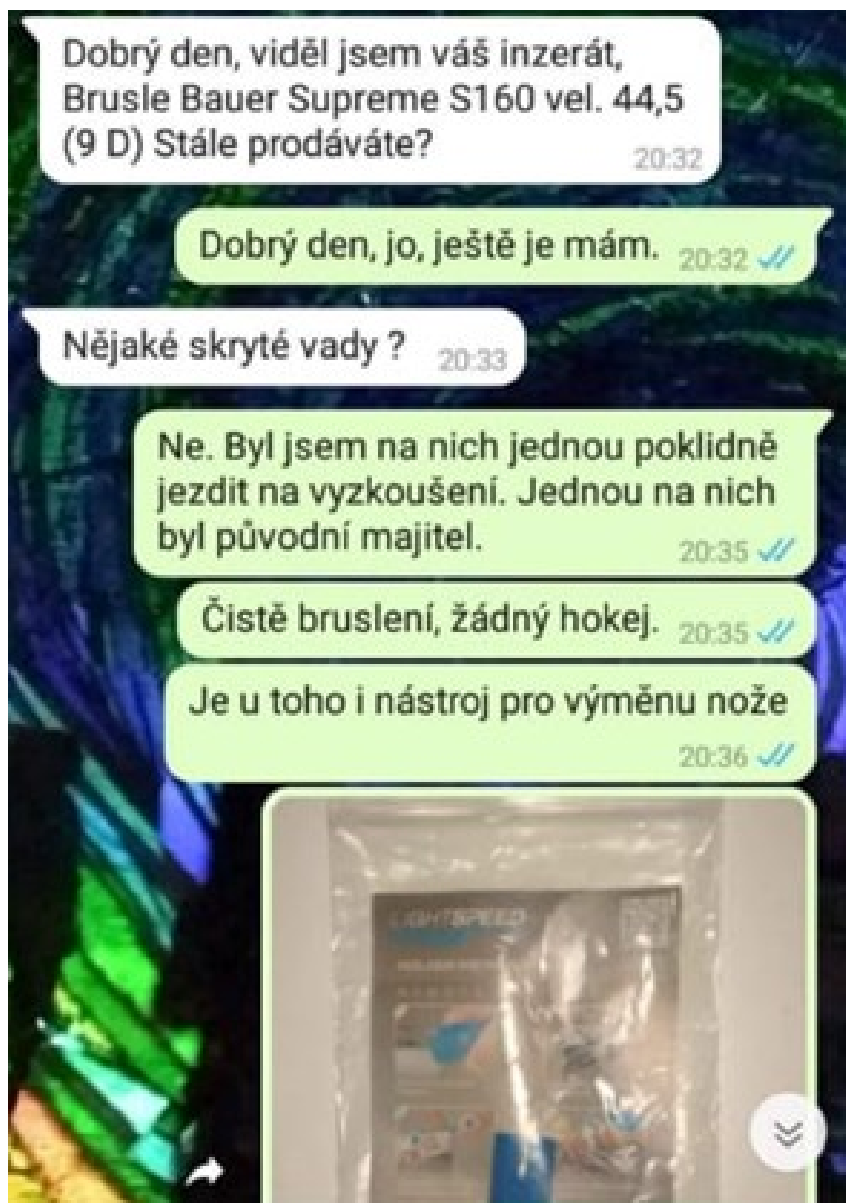 Dobrý den, viděl jsem váš inzerát,
Brusle Bauer Supreme S160 vel. 44,5
(9 D) Stále prodáváte?
20:32
Dobrý den, jo, ještě je mám.
20:32
Nějaké skryté vady ?
20:33
Ne. Byl jsem na nich jednou poklidně
jezdit na vyzkoušení. Jednou na nich
byl původní majitel.
20:35
Čistě bruslení, žádný hokej.
20:35
Je u toho i nástroj pro výměnu nože
20:36
LIGHTSPEED